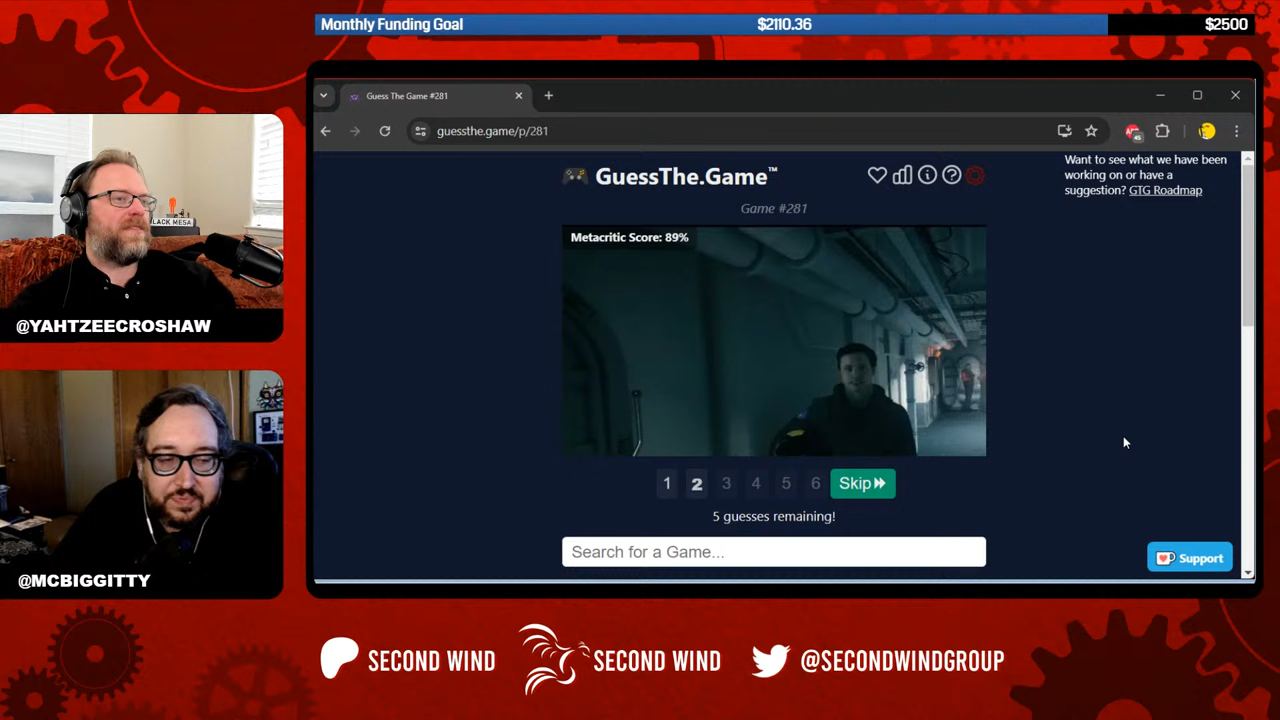 Monthly Funding Goal $2110.36 $2500
Guess The Game #281
guessthe.game/p/281
Want to see what we have been
working on or have a
suggestion? GTG Roadmap
GuessThe.Game™
Game #281
Metacritic Score: 89%
LACK MESA
@YAHTZEECROSHAW
1 2 3 4 5 6 Skip
5 guesses remaining!
Search for a Game...
Support
@MCBIGGITTY
SECOND WIND SECOND WIND @SECONDWINDGROUP